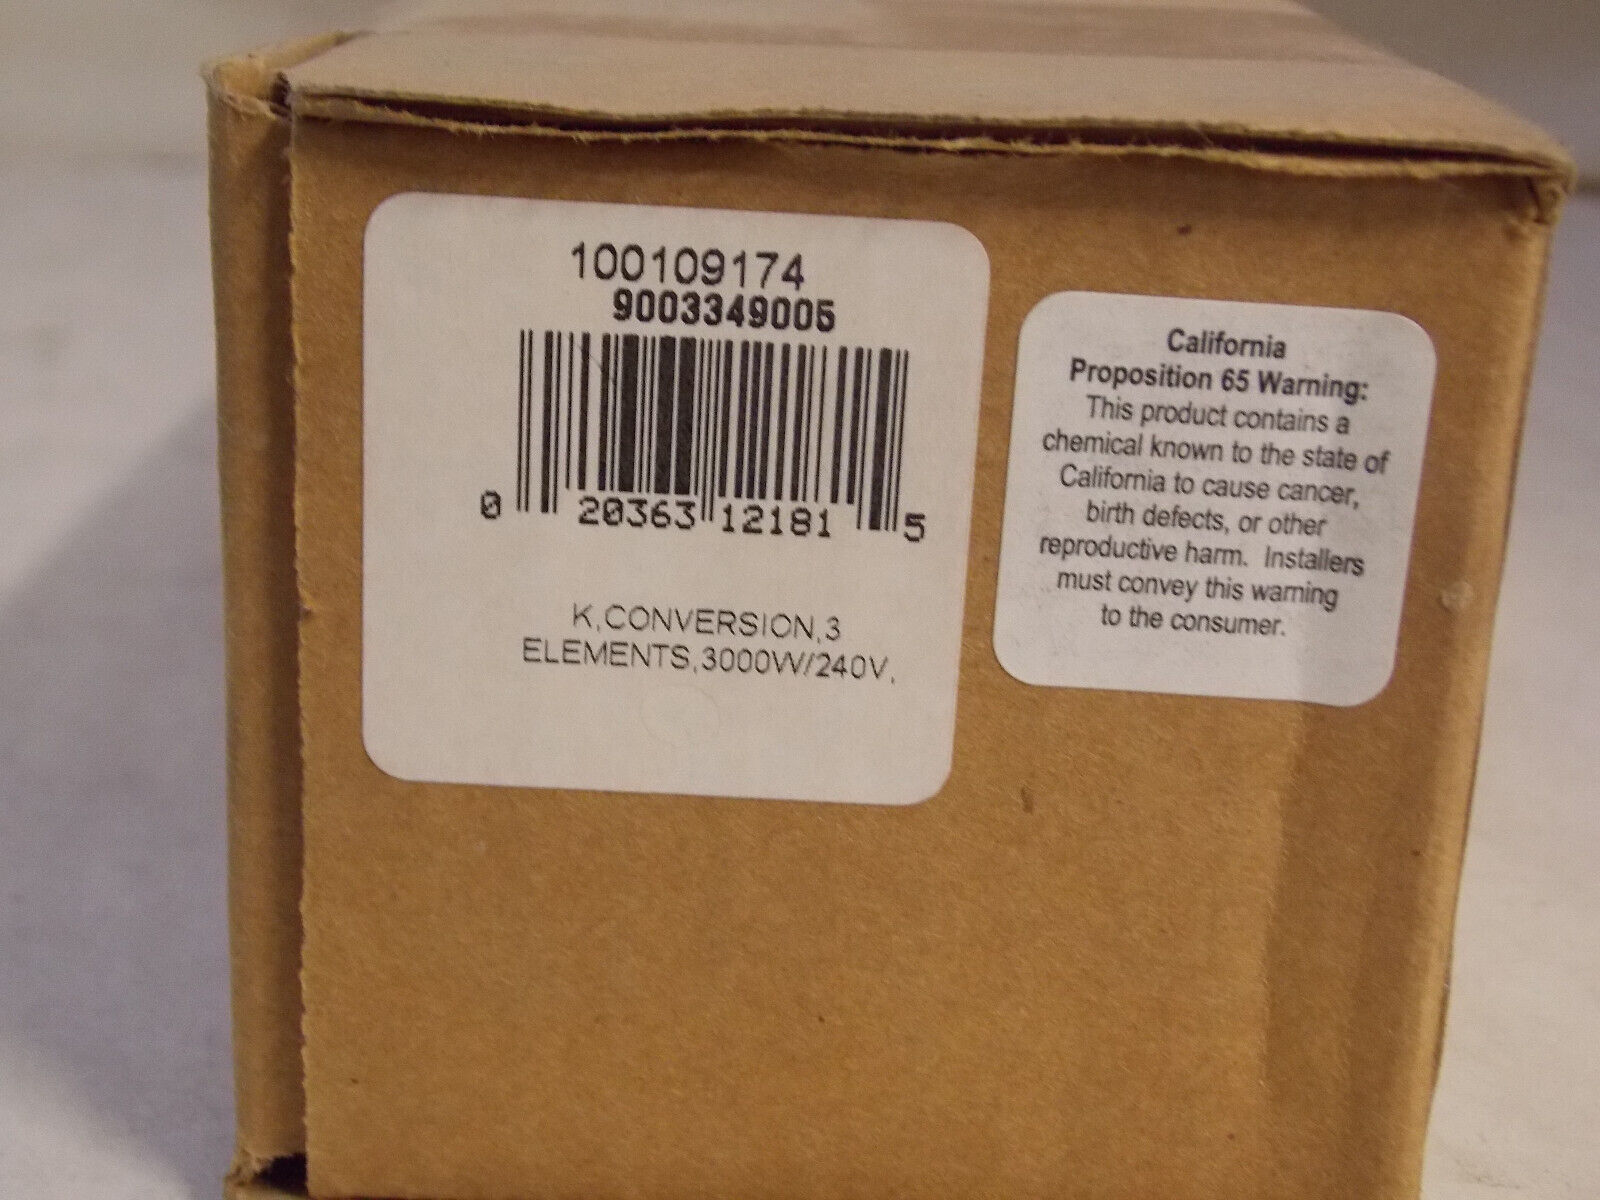 100109174
9003349005
0 20363 12181 5
K,CONVERSION,3
ELEMENTS,3000W/240V,
California
Proposition 65 Warning:
This product contains a
chemical known to the state of
California to cause cancer,
birth defects, or other
reproductive harm. Installers
must convey this warning
to the consumer.